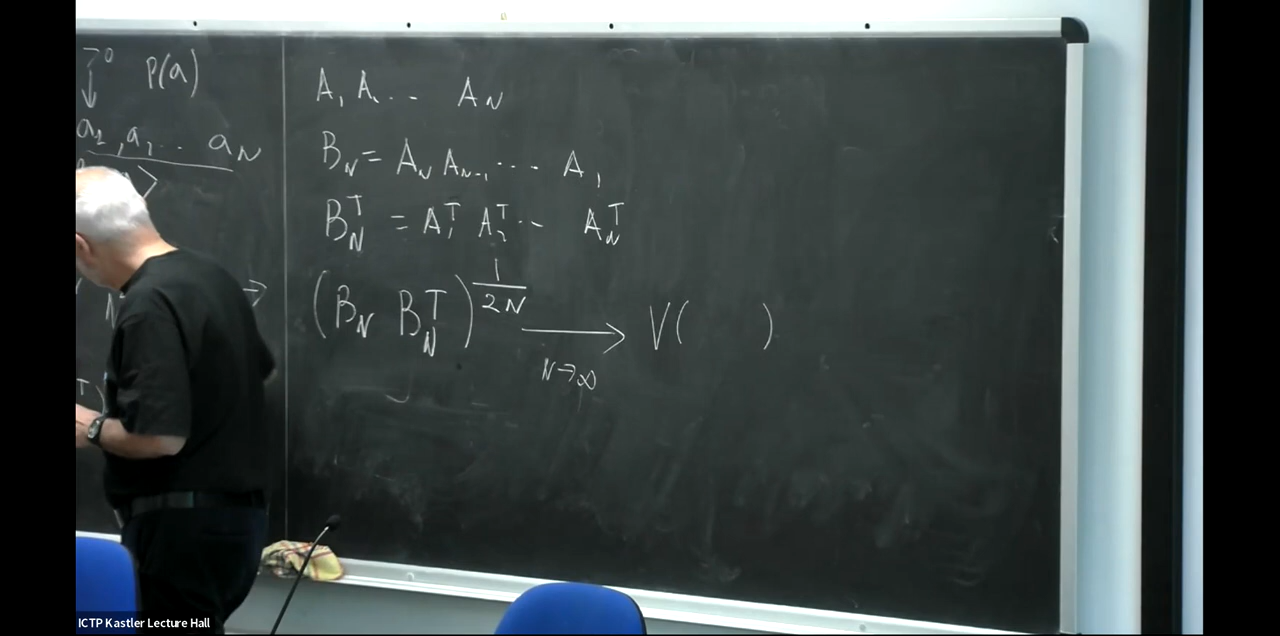 P(a)
a₂, a₁ ... a_N
A₁ A₂ ... A_N
B_N = A_N A_{N-1} ... A₁
B_N^T = A₁^T A₂^T ... A_N^T
(B_N B_N^T)^{1/2N} → V( )
N→∞
ICTP Kastler Lecture Hall